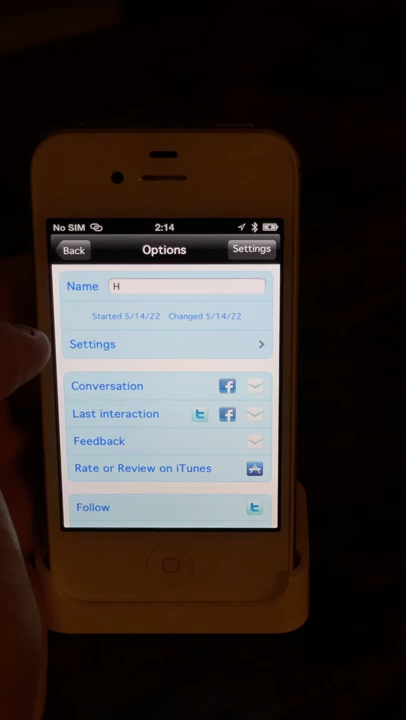 No SIM 2:14
Back Options Settings
Name H
Started 5/14/22 Changed 5/14/22
Settings
Conversation
Last interaction
Feedback
Rate or Review on iTunes
Follow